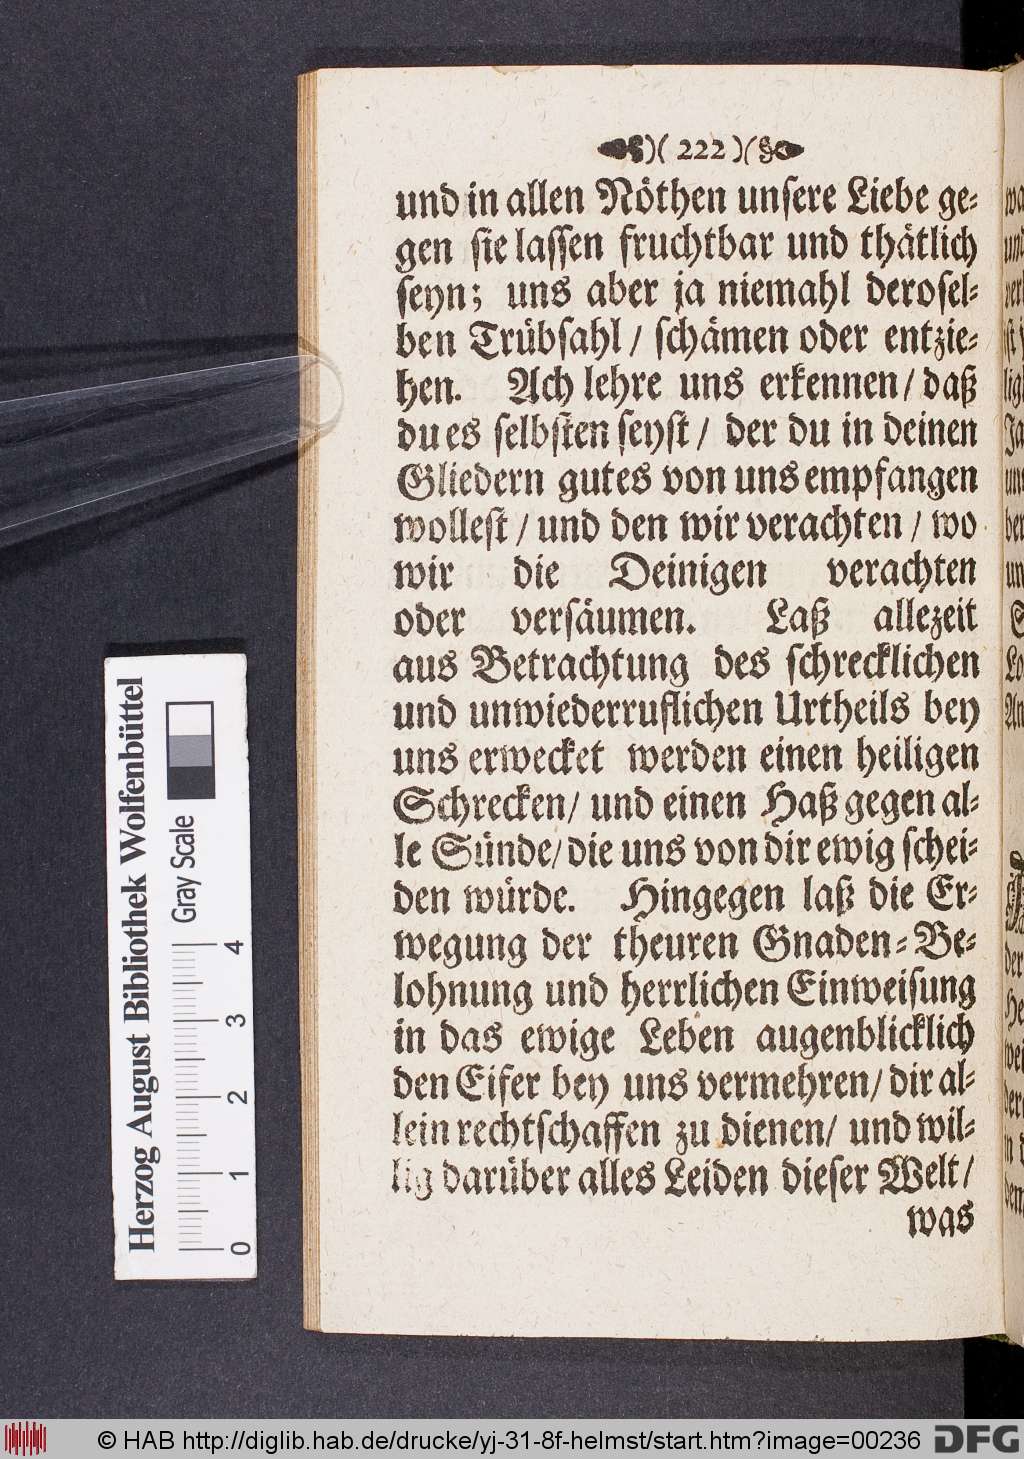 )( 222 )(
und in allen Nöthen unsere Liebe ge-
gen sie lassen fruchtbar und thätlich
seyn; uns aber ja niemahl derosel-
ben Trübsahl / schämen oder entzie-
hen. Ach lehre uns erkennen / daß
du es selbsten seyst / der du in deinen
Gliedern gutes von uns empfangen
wollest / und den wir verachten / wo
wir die Deinigen verachten
oder versäumen. Laß allezeit
aus Betrachtung des schrecklichen
und unwiederruflichen Urtheils bey
uns erwecket werden einen heiligen
Schrecken / und einen Haß gegen al-
le Sünde / die uns von dir ewig schei-
den würde. Hingegen laß die Er-
wegung der theuren Gnaden-Be-
lohnung und herrlichen Einweisung
in das ewige Leben augenblicklich
den Eifer bey uns vermehren / dir al-
lein rechtschaffen zu dienen / und wil-
lig darüber alles Leiden dieser Welt /
was
Herzog August Bibliothek Wolfenbüttel
Gray Scale
0 1 2 3 4
© HAB http://diglib.hab.de/drucke/yj-31-8f-helmst/start.htm?image=00236
DFG